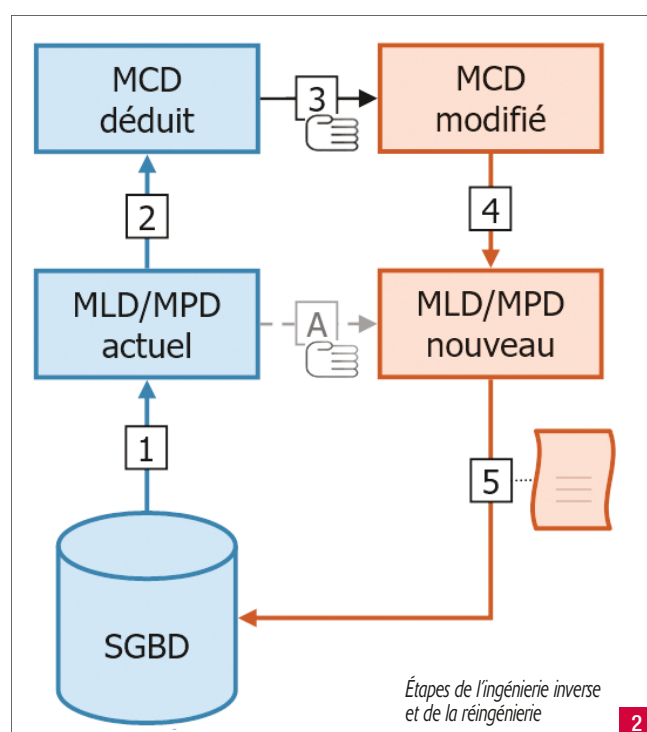 MCD
déduit
3
MCD
modifié
2
4
MLD/MPD
actuel
A
MLD/MPD
nouveau
1
5
SGBD
Étapes de l'ingénierie inverse
et de la réingénierie
2